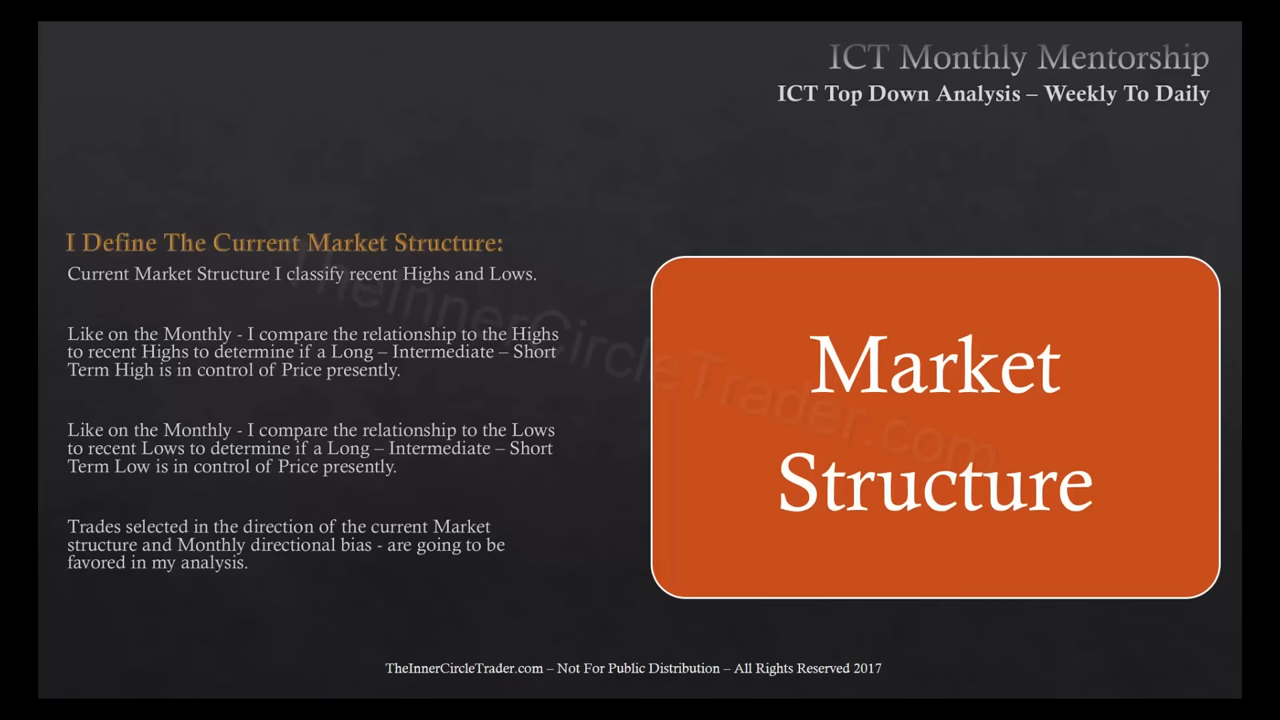 ICT Monthly Mentorship
ICT Top Down Analysis – Weekly To Daily
I Define The Current Market Structure:
Current Market Structure I classify recent Highs and Lows.
Like on the Monthly - I compare the relationship to the Highs
to recent Highs to determine if a Long – Intermediate – Short
Term High is in control of Price presently.
Like on the Monthly - I compare the relationship to the Lows
to recent Lows to determine if a Long – Intermediate – Short
Term Low is in control of Price presently.
Trades selected in the direction of the current Market
structure and Monthly directional bias - are going to be
favored in my analysis.
Market
Structure
TheInnerCircleTrader.com
TheInnerCircleTrader.com – Not For Public Distribution – All Rights Reserved 2017